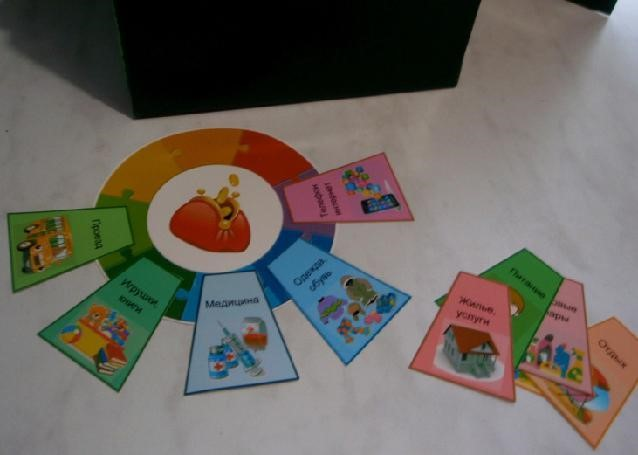 Проезд
Игрушки,
книги
Медицина
Одежда,
обувь
Телефон
интернет
Жилье,
услуги
Питание
Отдых